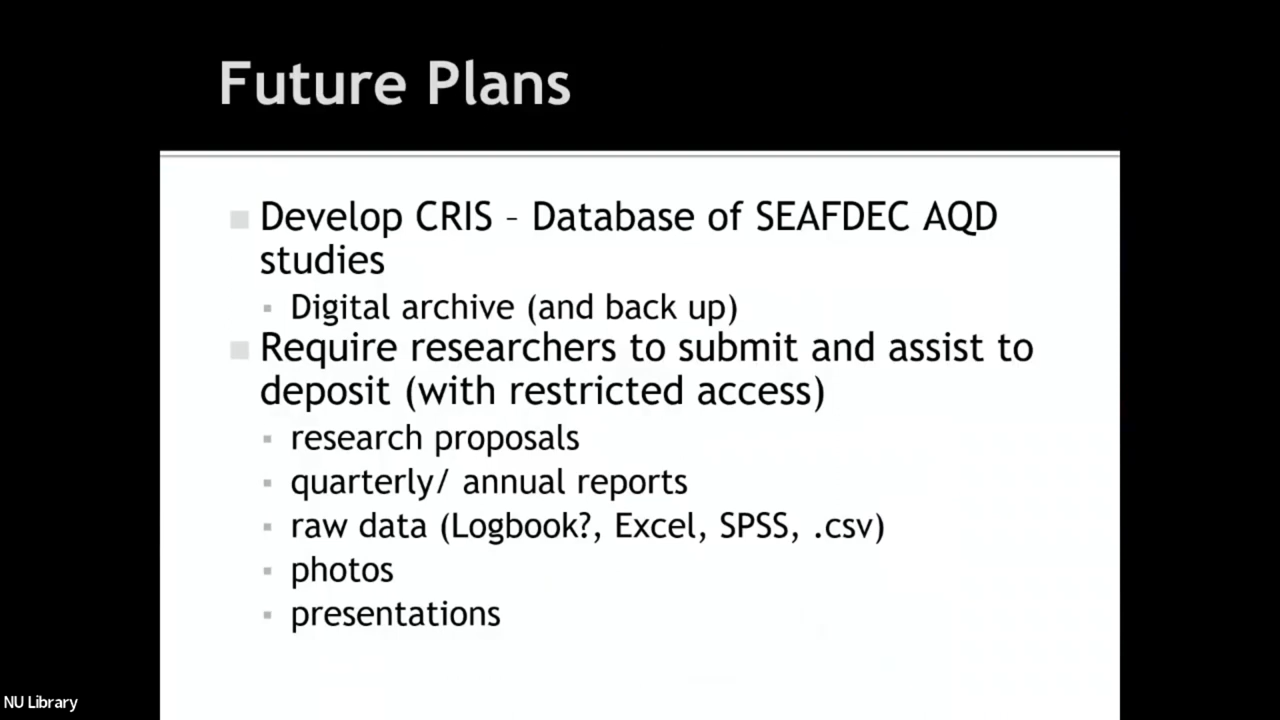 Future Plans
Develop CRIS – Database of SEAFDEC AQD
studies
Digital archive (and back up)
Require researchers to submit and assist to
deposit (with restricted access)
research proposals
quarterly/ annual reports
raw data (Logbook?, Excel, SPSS, .csv)
photos
presentations
NU Library